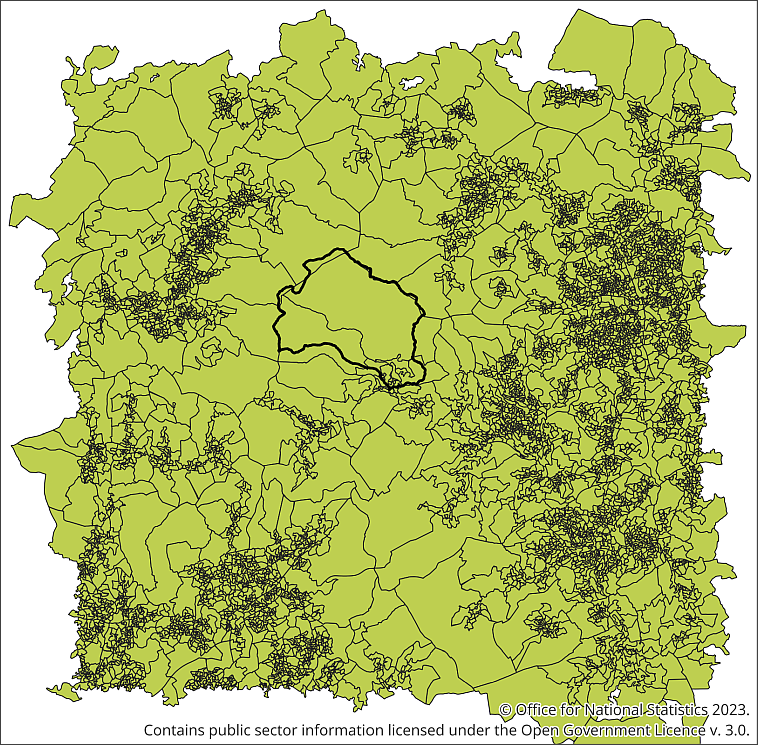 © Office for National Statistics 2023.
Contains public sector information licensed under the Open Government Licence v. 3.0.